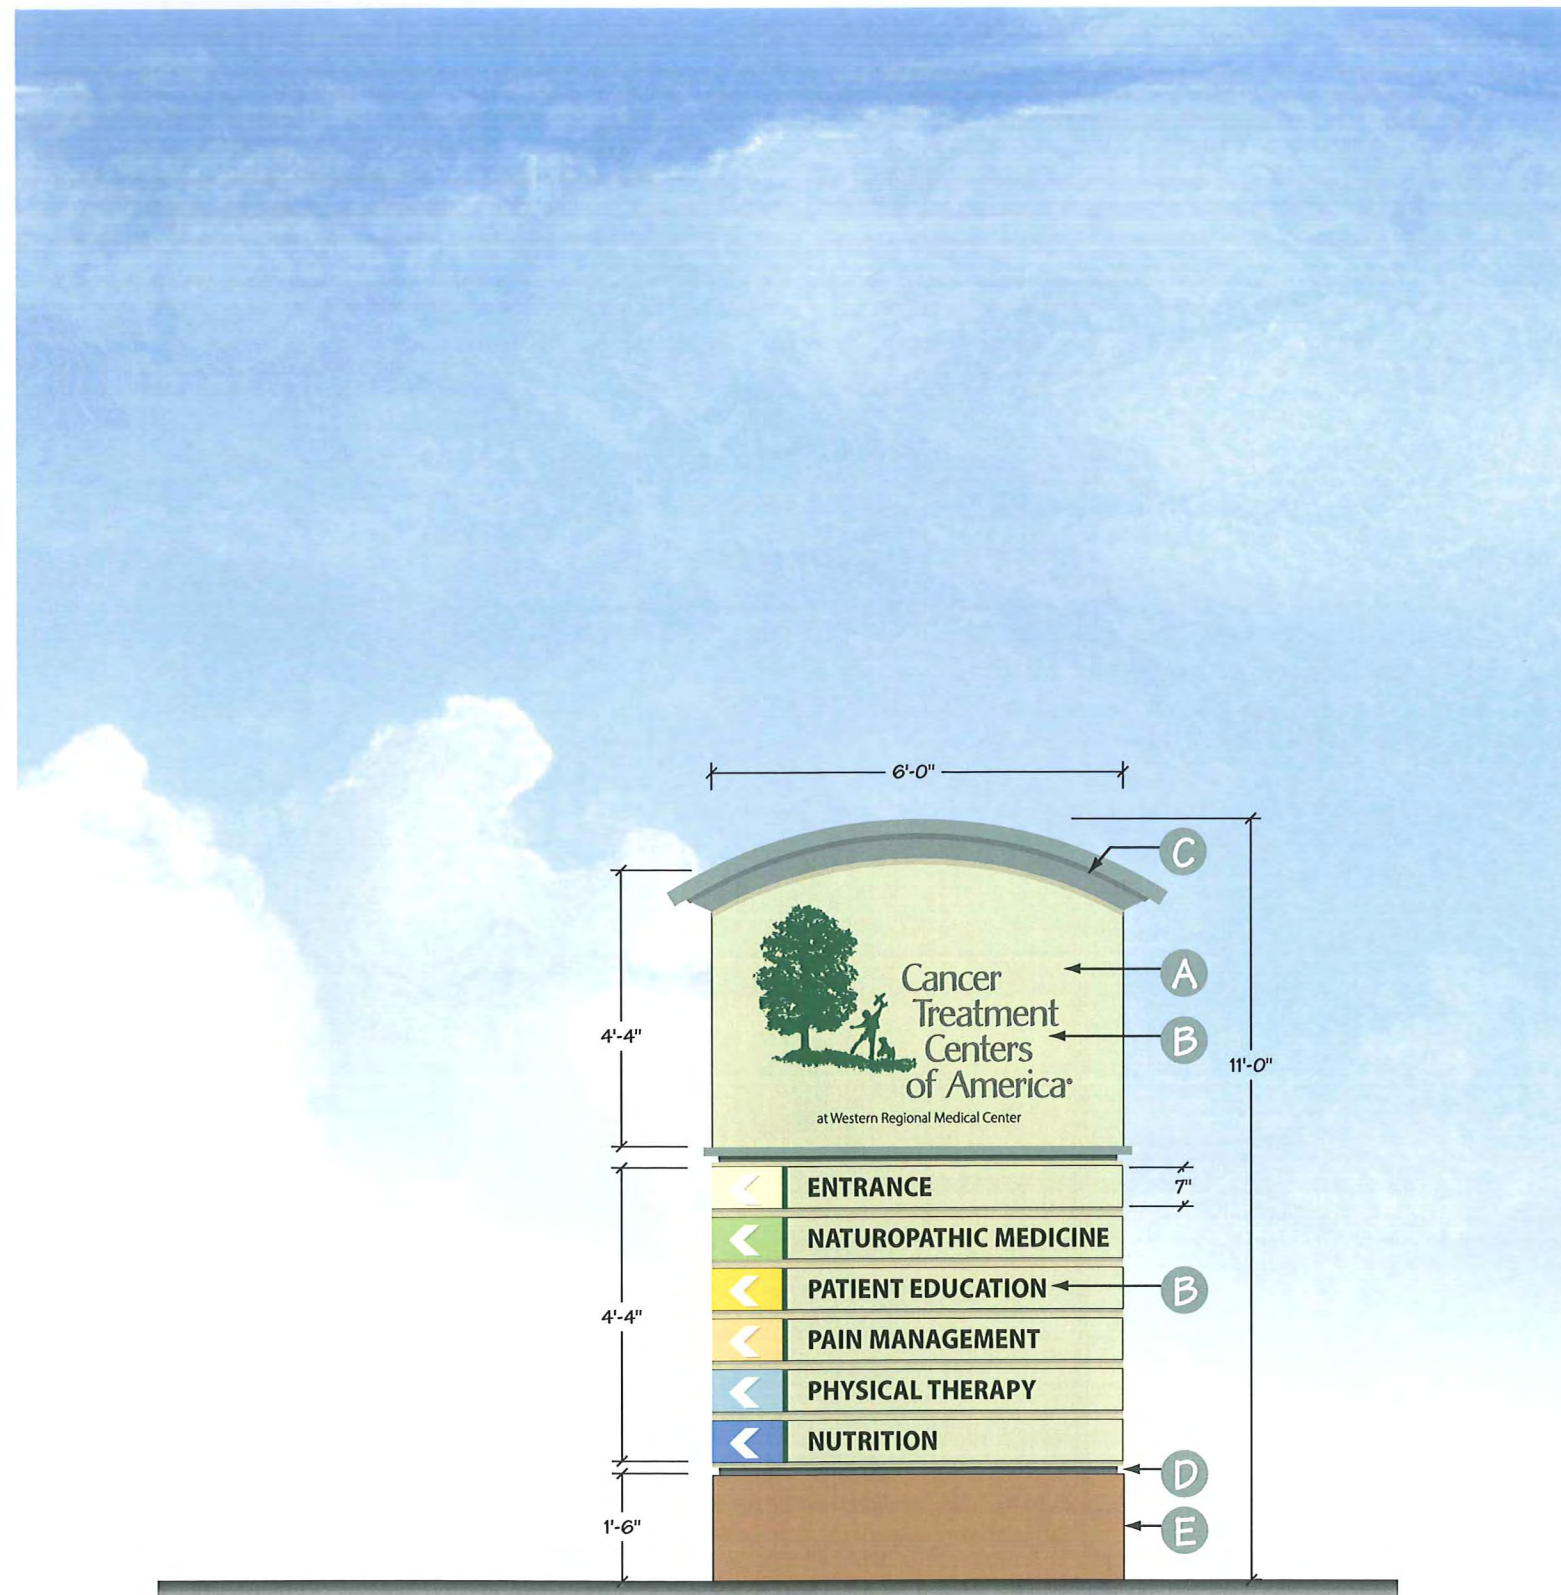 6'-0"
C
A
Cancer
Treatment
Centers
of America®
B
4'-4"
11'-0"
at Western Regional Medical Center
ENTRANCE
7"
NATUROPATHIC MEDICINE
PATIENT EDUCATION
B
4'-4"
PAIN MANAGEMENT
PHYSICAL THERAPY
NUTRITION
D
1'-6"
E